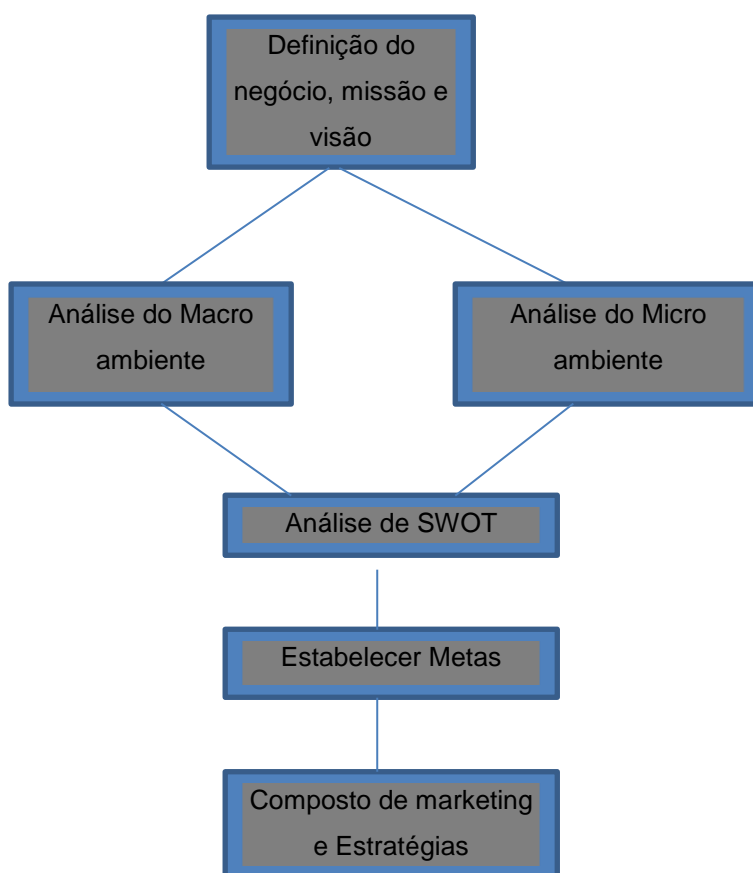 Definição do
negócio, missão e
visão
Análise do Macro
ambiente
Análise do Micro
ambiente
Análise de SWOT
Estabelecer Metas
Composto de marketing
e Estratégias